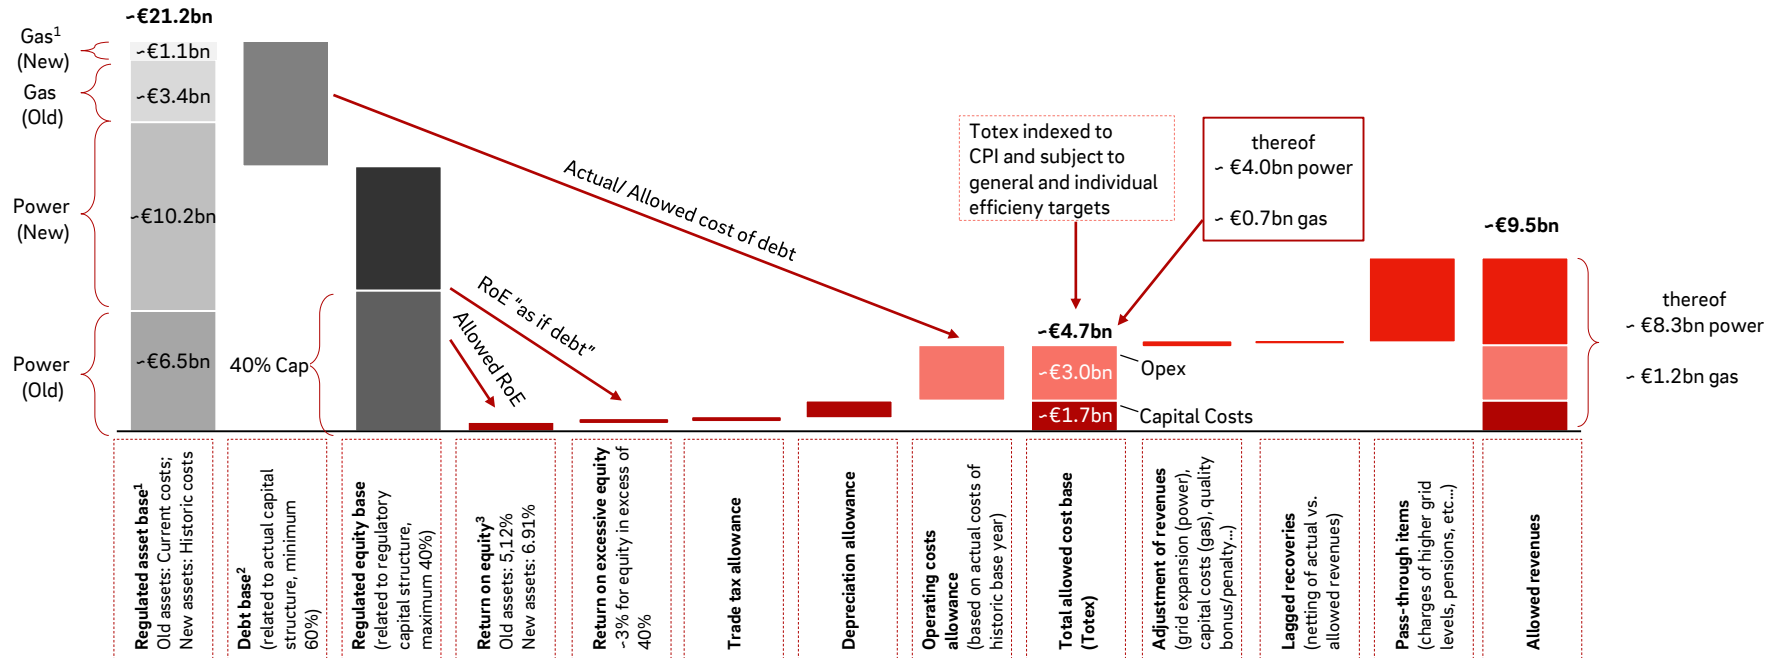 ~€21.2bn
Gas¹
(New)
~€1.1bn
Gas
(Old)
~€3.4bn
Power
(New)
~€10.2bn
Power
(Old)
~€6.5bn
40% Cap
Actual/ Allowed cost of debt
RoE "as if debt"
Allowed RoE
Totex indexed to
CPI and subject to
general and individual
efficieny targets
thereof
~ €4.0bn power
~ €0.7bn gas
~€4.7bn
~€3.0bn
Opex
~€1.7bn
Capital Costs
~€9.5bn
thereof
~ €8.3bn power
~ €1.2bn gas
Regulated asset base¹
Old assets: Current costs;
New assets: Historic costs
Debt base²
(related to actual capital
structure, minimum
60%)
Regulated equity base
(related to regulatory
capital structure,
maximum 40%)
Return on equity³
Old assets: 5,12%
New assets: 6.91%
Return on excessive equity
~3% for equity in excess of
40%
Trade tax allowance
Depreciation allowance
Operating costs
allowance
(based on actual costs of
historic base year)
Total allowed cost base
(Totex)
Adjustment of revenues
(grid expansion (power),
capital costs (gas), quality
bonus/penalty...)
Lagged recoveries
(netting of actual vs.
allowed revenues)
Pass-through items
(charges of higher grid
levels, pensions, etc...)
Allowed revenues